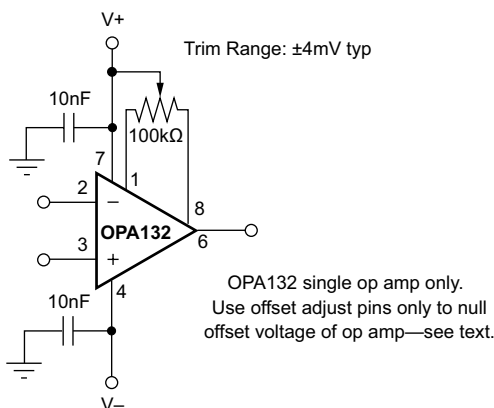 V+
Trim Range: ±4mV typ
10nF
100kΩ
7
1
2
–
8
OPA132
6
3
+
4
OPA132 single op amp only.
Use offset adjust pins only to null
offset voltage of op amp—see text.
10nF
V–